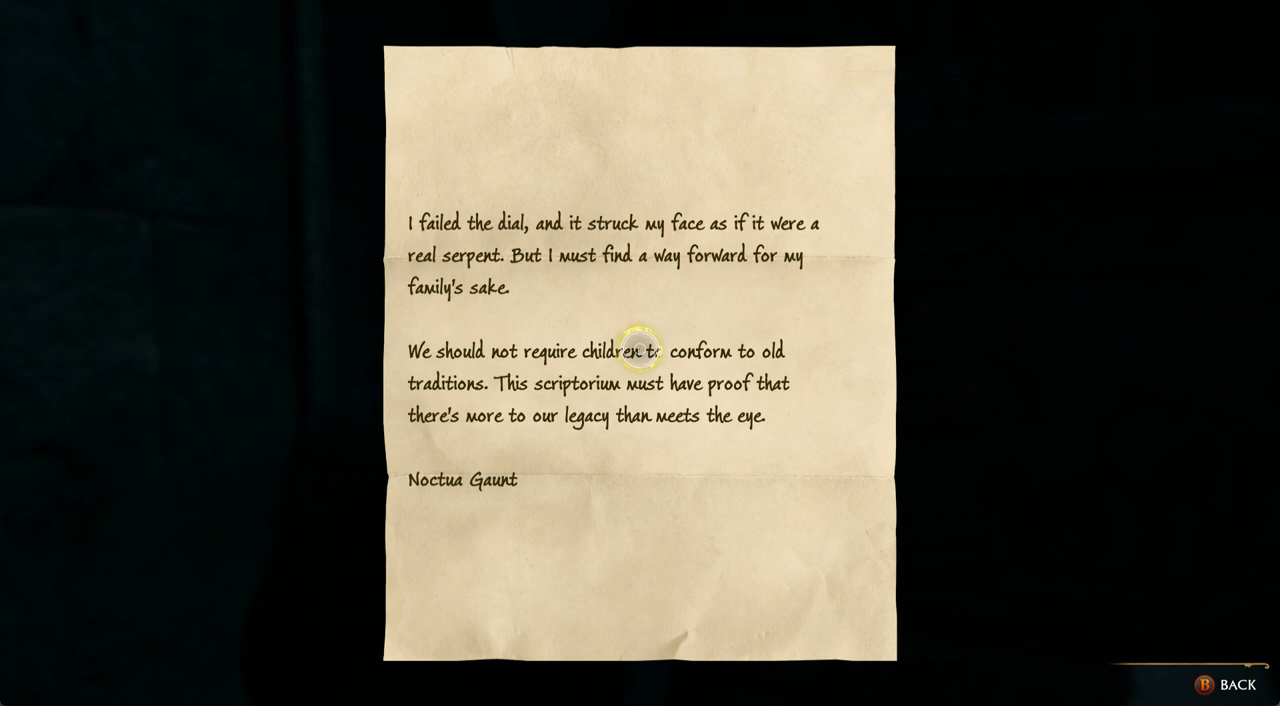 I failed the dial, and it struck my face as if it were a
real serpent. But I must find a way forward for my
family's sake.
We should not require children to conform to old
traditions. This scriptorium must have proof that
there's more to our legacy than meets the eye.
Noctua Gaunt
B BACK